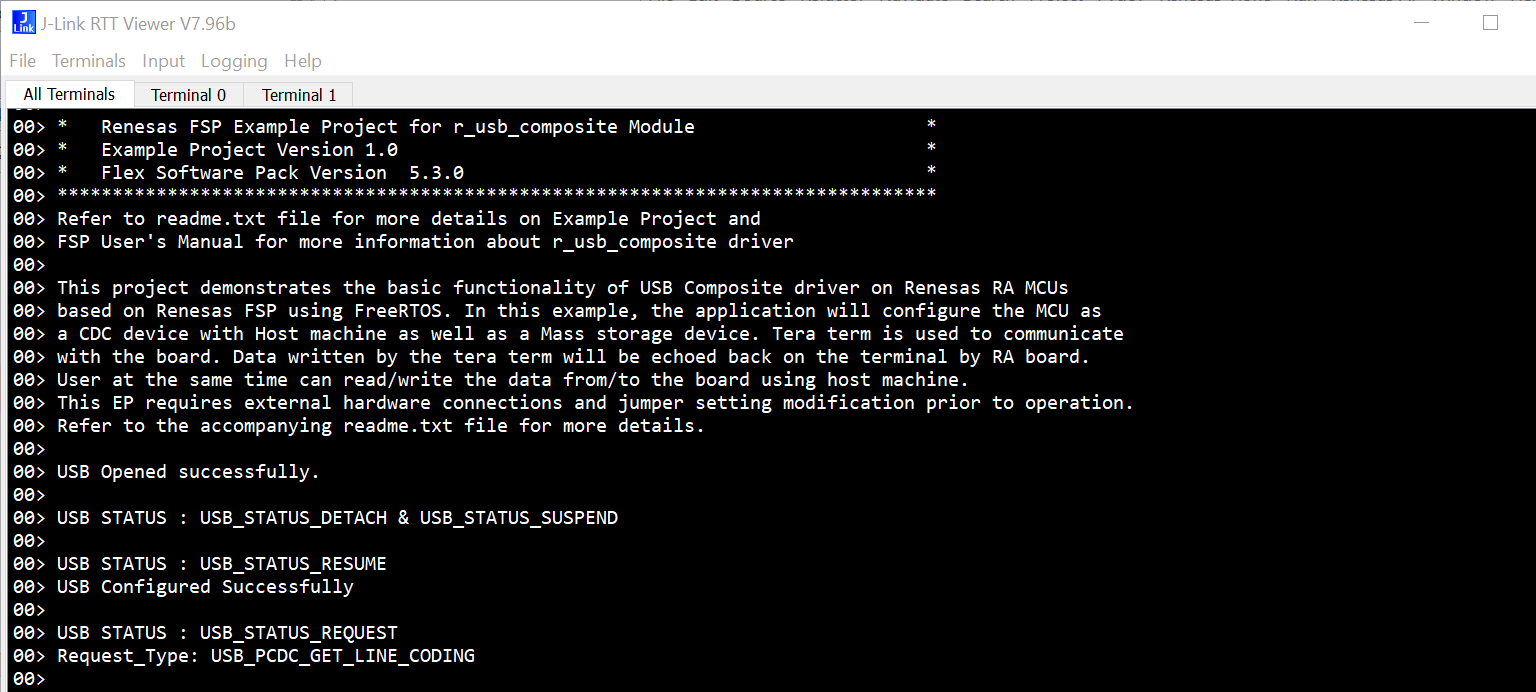 J-Link RTT Viewer V7.96b
File Terminals Input Logging Help
All Terminals Terminal 0 Terminal 1
00> *   Renesas FSP Example Project for r_usb_composite Module                     *
00> *   Example Project Version 1.0                                                *
00> *   Flex Software Pack Version  5.3.0                                          *
00> ********************************************************************************
00> Refer to readme.txt file for more details on Example Project and
00> FSP User's Manual for more information about r_usb_composite driver
00>
00> This project demonstrates the basic functionality of USB Composite driver on Renesas RA MCUs
00> based on Renesas FSP using FreeRTOS. In this example, the application will configure the MCU as
00> a CDC device with Host machine as well as a Mass storage device. Tera term is used to communicate
00> with the board. Data written by the tera term will be echoed back on the terminal by RA board.
00> User at the same time can read/write the data from/to the board using host machine.
00> This EP requires external hardware connections and jumper setting modification prior to operation.
00> Refer to the accompanying readme.txt file for more details.
00>
00> USB Opened successfully.
00>
00> USB STATUS : USB_STATUS_DETACH & USB_STATUS_SUSPEND
00>
00> USB STATUS : USB_STATUS_RESUME
00> USB Configured Successfully
00>
00> USB STATUS : USB_STATUS_REQUEST
00> Request_Type: USB_PCDC_GET_LINE_CODING
00>